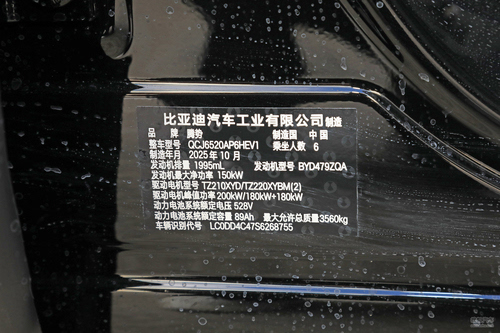 比亚迪汽车工业有限公司制造
品 牌 腾势 制造国 中国
整车型号 QCJ6520AP6HEV1 乘坐人数 6
制造年月 2025年10月
发动机排量 1995mL 发动机型号 BYD479ZQA
发动机最大净功率 150kW
驱动电机型号 TZ210XYD/TZ220XYBM(2)
驱动电机峰值功率 200kW/180kW+180kW
动力电池系统额定电压 528V
动力电池系统额定容量 89Ah 最大允许总质量 3560kg
车辆识别代号 LC0DD4C47S6268755